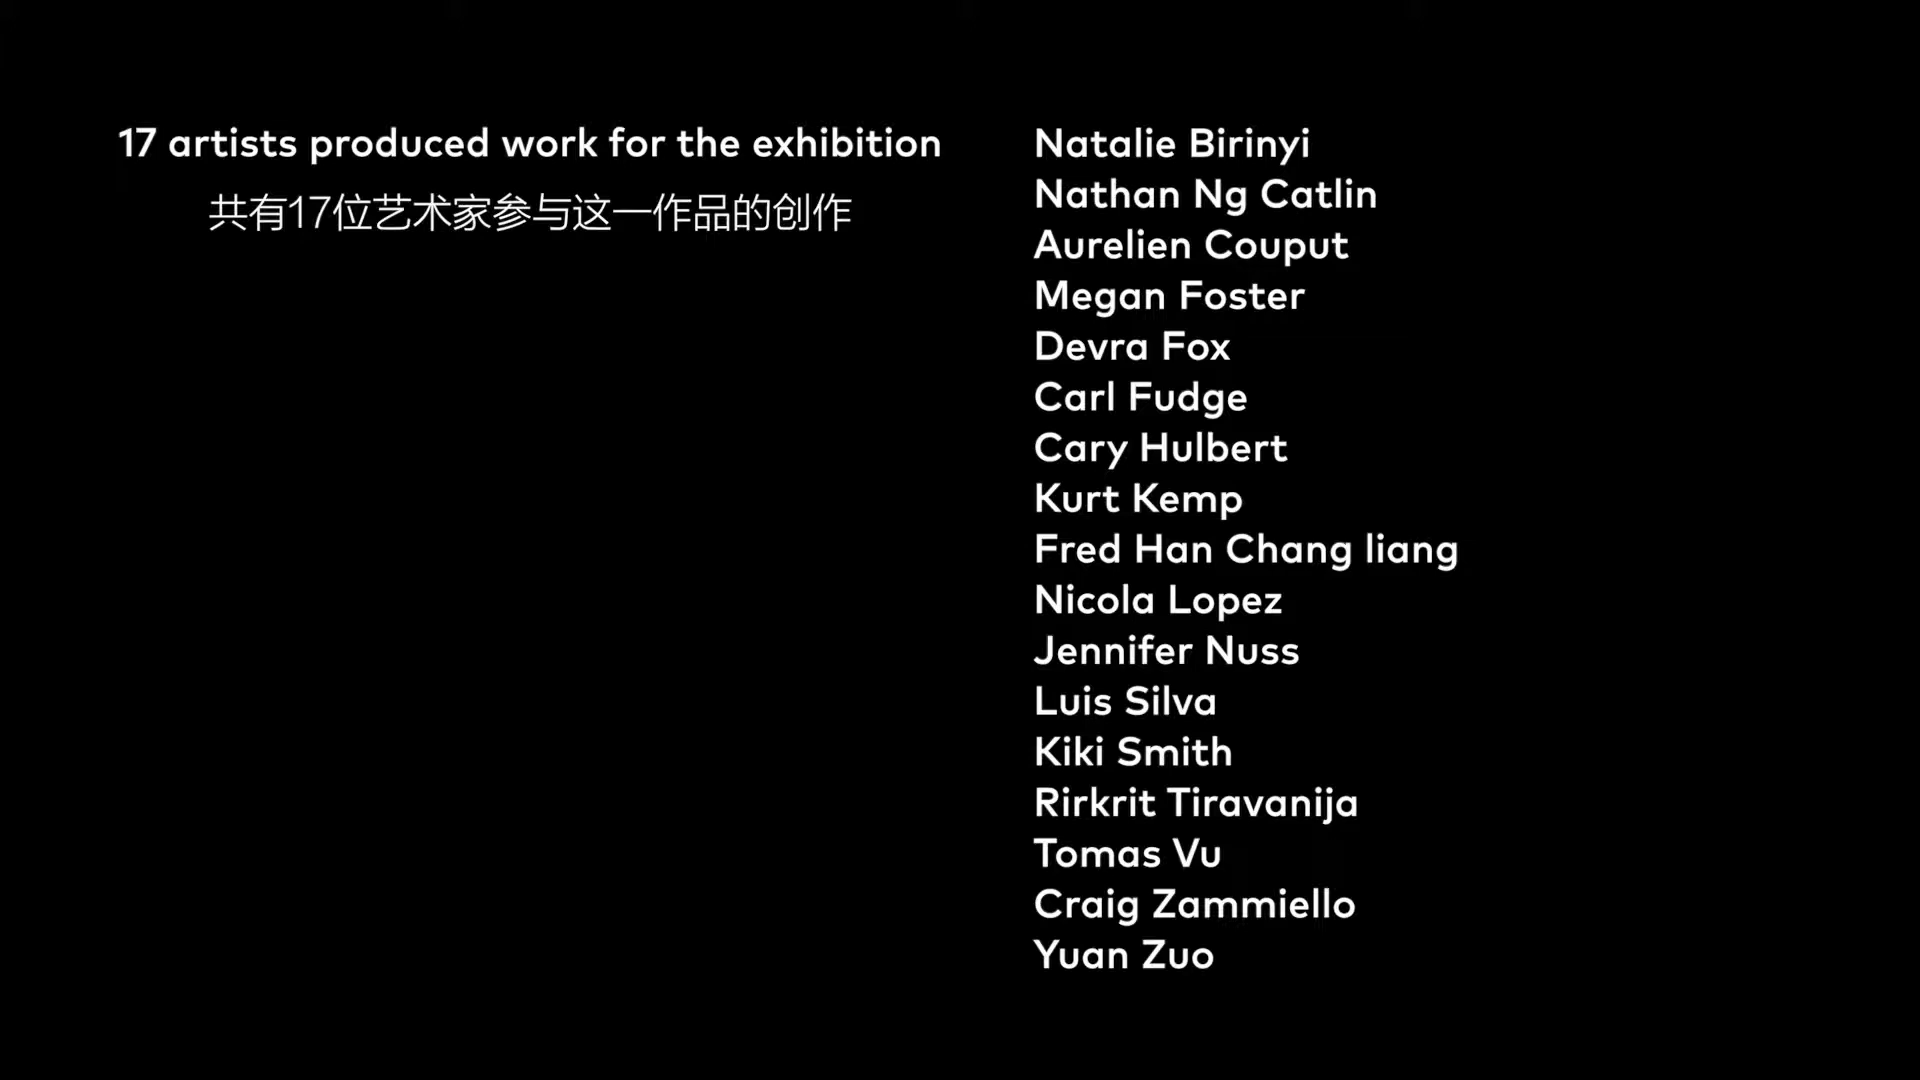 17 artists produced work for the exhibition
共有17位艺术家参与这一作品的创作
Natalie Birinyi
Nathan Ng Catlin
Aurelien Couput
Megan Foster
Devra Fox
Carl Fudge
Cary Hulbert
Kurt Kemp
Fred Han Chang liang
Nicola Lopez
Jennifer Nuss
Luis Silva
Kiki Smith
Rirkrit Tiravanija
Tomas Vu
Craig Zammiello
Yuan Zuo